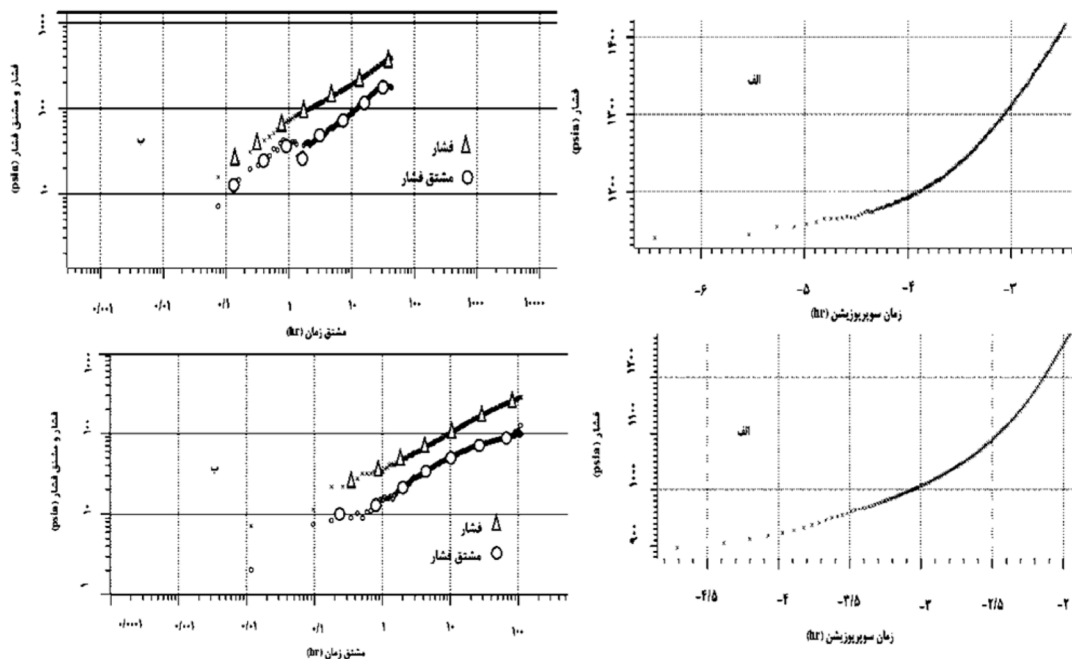 ۱۰۰۰
۱۰۰
۱۰
فشار و مشتق فشار (psia)
ب
فشار
مشتق فشار
۰/۰۰۱ ۰/۰۱ ۰/۱ ۱ ۱۰ ۱۰۰ ۱۰۰۰ ۱۰۰۰۰
مشتق زمان (hr)
۱۴۰۰
۱۳۰۰
۱۲۰۰
فشار (psia)
الف
-۶ -۵ -۴ -۳
زمان سوپرپوزیشن (hr)
۱۰۰۰
۱۰۰
۱۰
۱
فشار و مشتق فشار (psia)
ب
فشار
مشتق فشار
۰/۰۰۰۱ ۰/۰۰۱ ۰/۰۱ ۰/۱ ۱ ۱۰ ۱۰۰
مشتق زمان (hr)
۱۲۰۰
۱۱۰۰
۱۰۰۰
۹۰۰
فشار (psia)
الف
-۴/۵ -۴ -۳/۵ -۳ -۲/۵ -۲
زمان سوپرپوزیشن (hr)